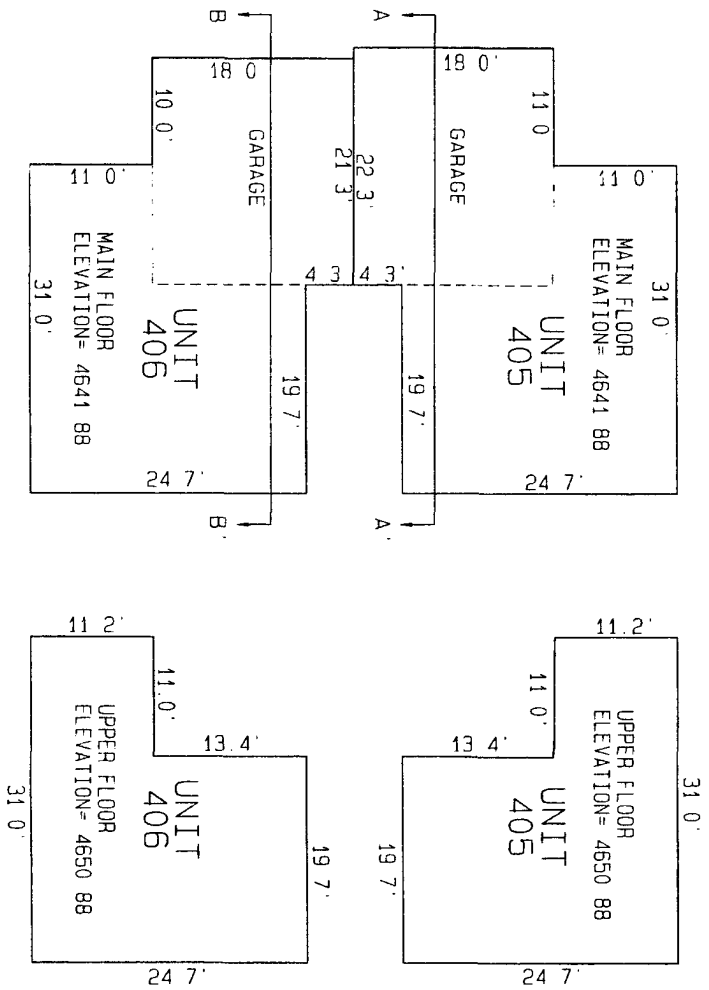 B
A
18 0
18 0'
10 0'
11 0
GARAGE
GARAGE
21 3'
22 3'
11 0'
11 0'
4 3'
4 3'
31 0'
MAIN FLOOR
ELEVATION= 4641 88
UNIT
406
19 7'
24 7'
19 7'
UNIT
405
MAIN FLOOR
ELEVATION= 4641 88
31 0'
24 7'
B'
A'
11 2'
11.2'
11.0'
11 0'
13.4'
13 4'
31 0'
UPPER FLOOR
ELEVATION= 4650 88
UNIT
406
19 7'
19 7'
UNIT
405
UPPER FLOOR
ELEVATION= 4650 88
31 0'
24 7'
24 7'